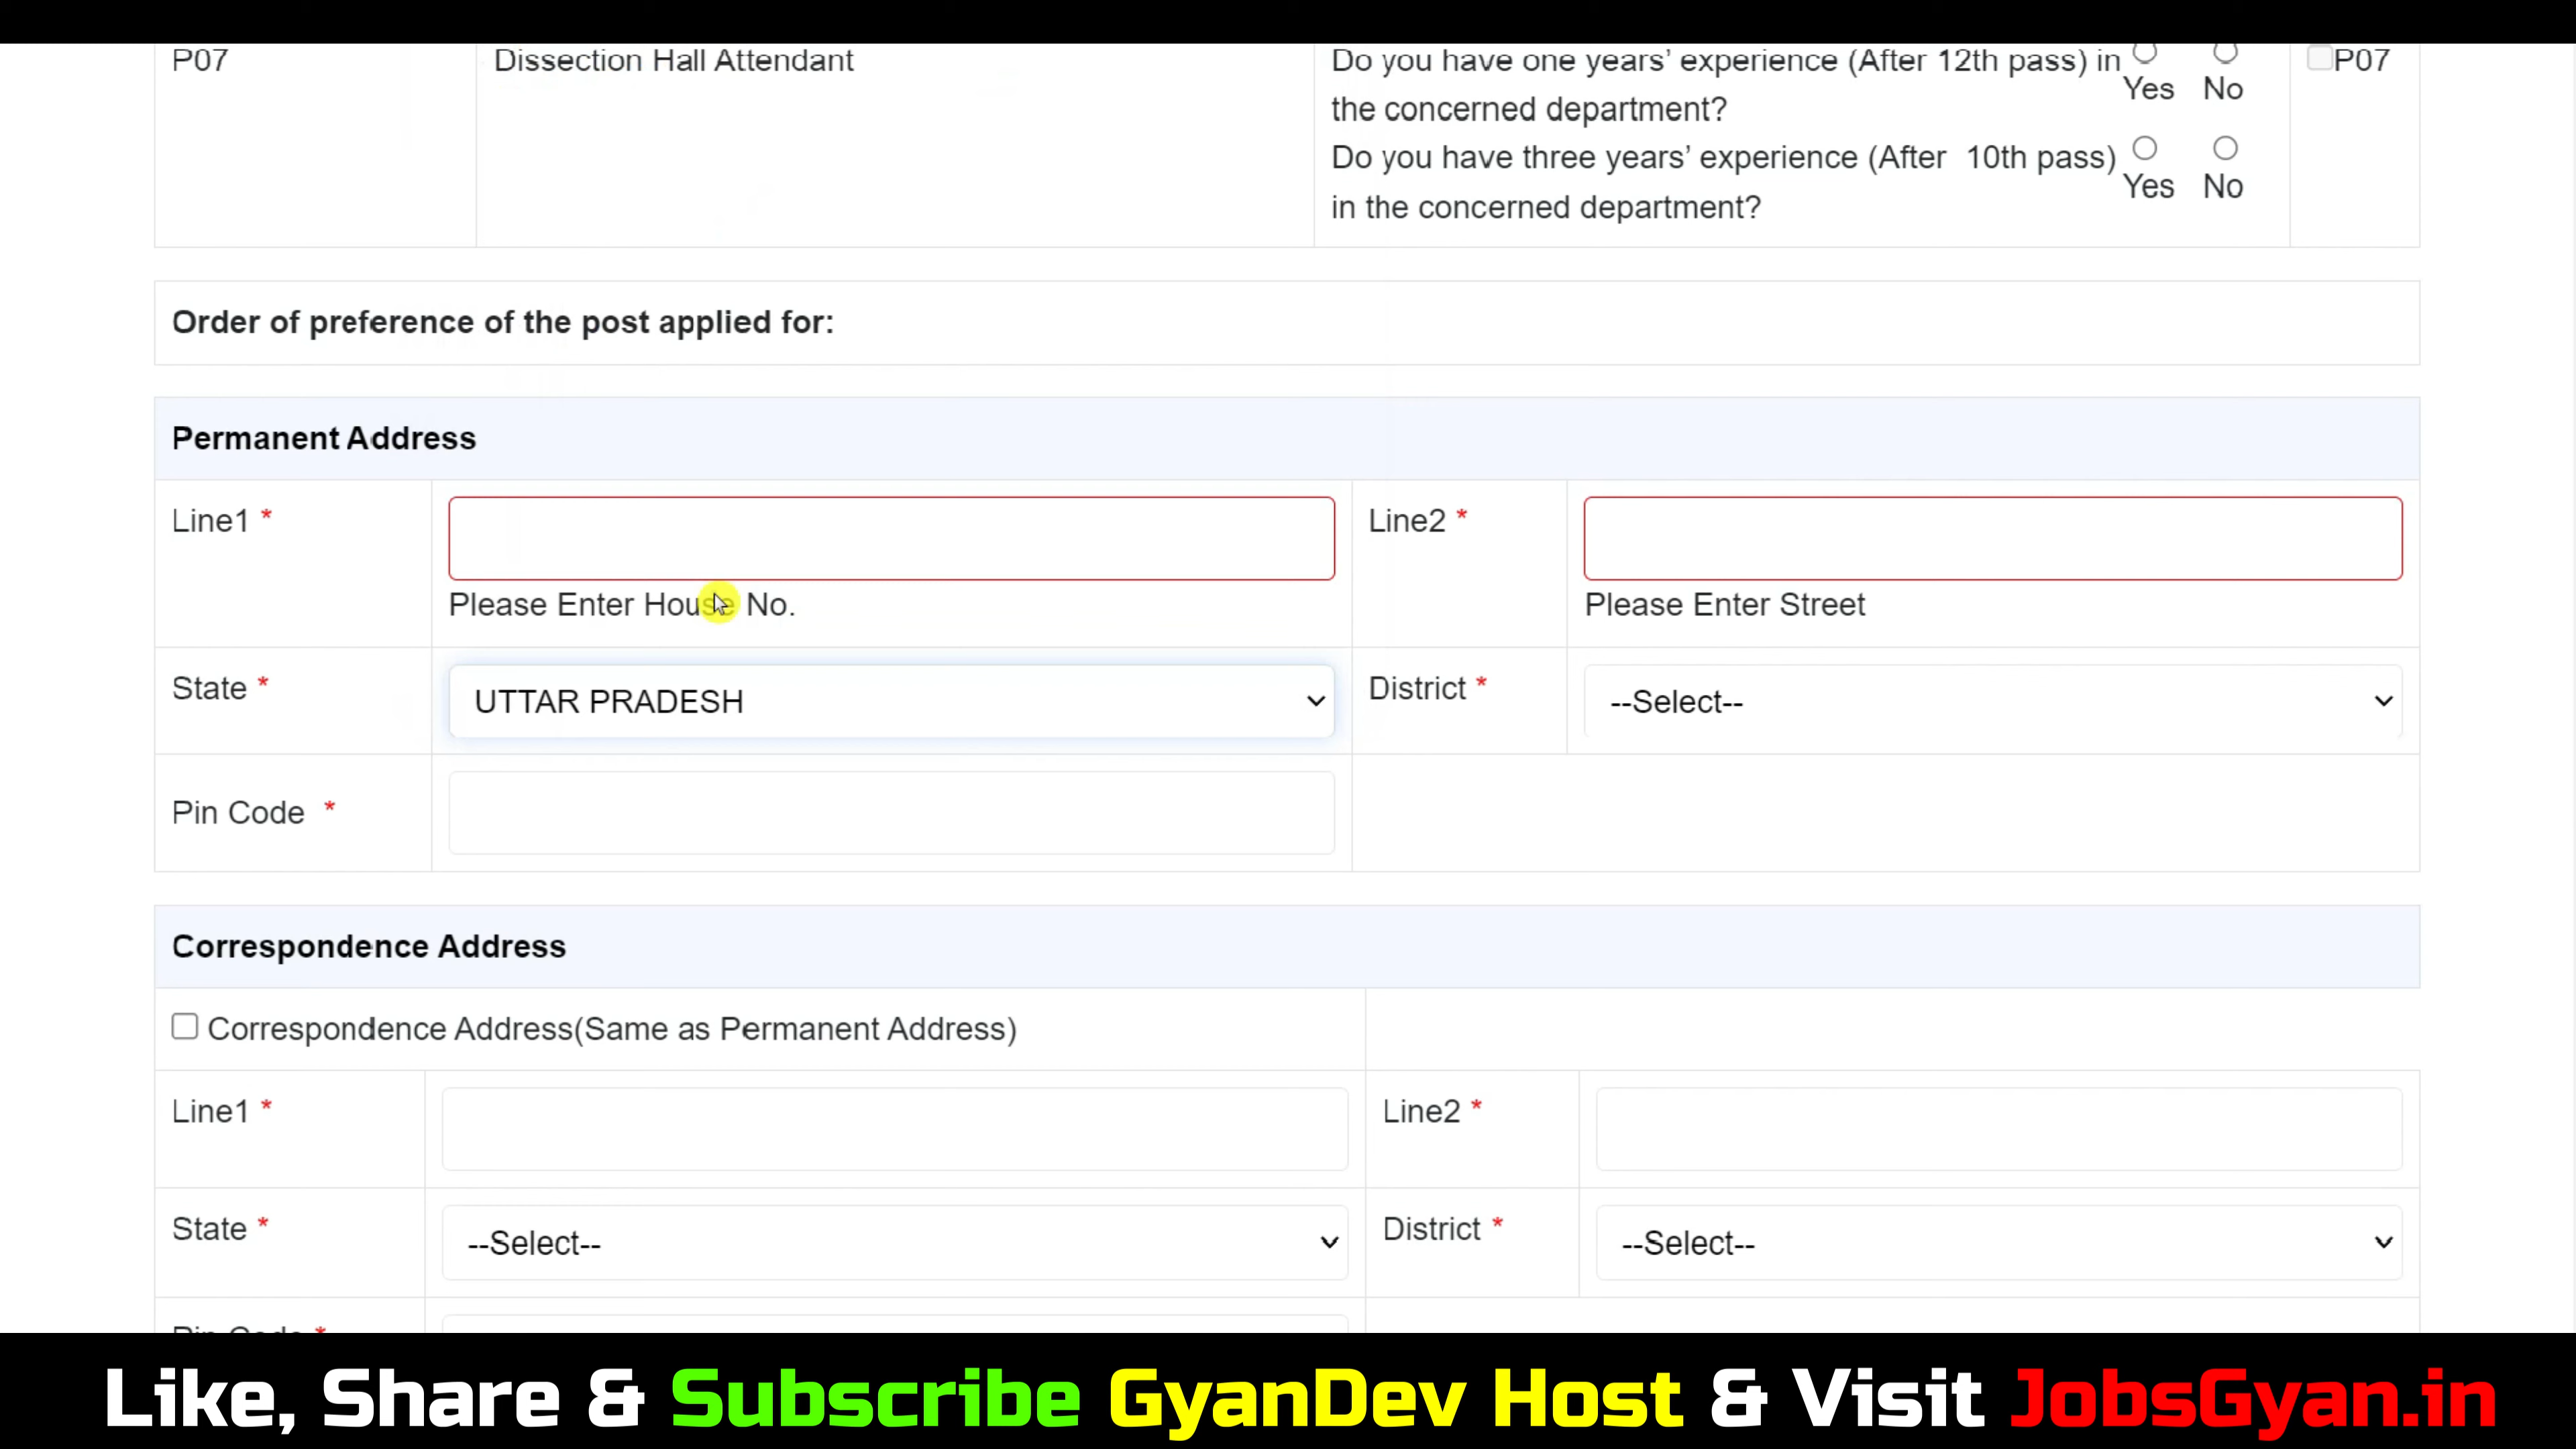 P07
Dissection Hall Attendant
Do you have one years’ experience (After 12th pass) in the concerned department?
Yes No
Do you have three years’ experience (After 10th pass) in the concerned department?
Yes No
P07
Order of preference of the post applied for:
Permanent Address
Line1 *
Please Enter House No.
Line2 *
Please Enter Street
State *
UTTAR PRADESH
District *
--Select--
Pin Code *
Correspondence Address
Correspondence Address(Same as Permanent Address)
Line1 *
Line2 *
State *
--Select--
District *
--Select--
Pin Code *
Like, Share & Subscribe GyanDev Host & Visit JobsGyan.in